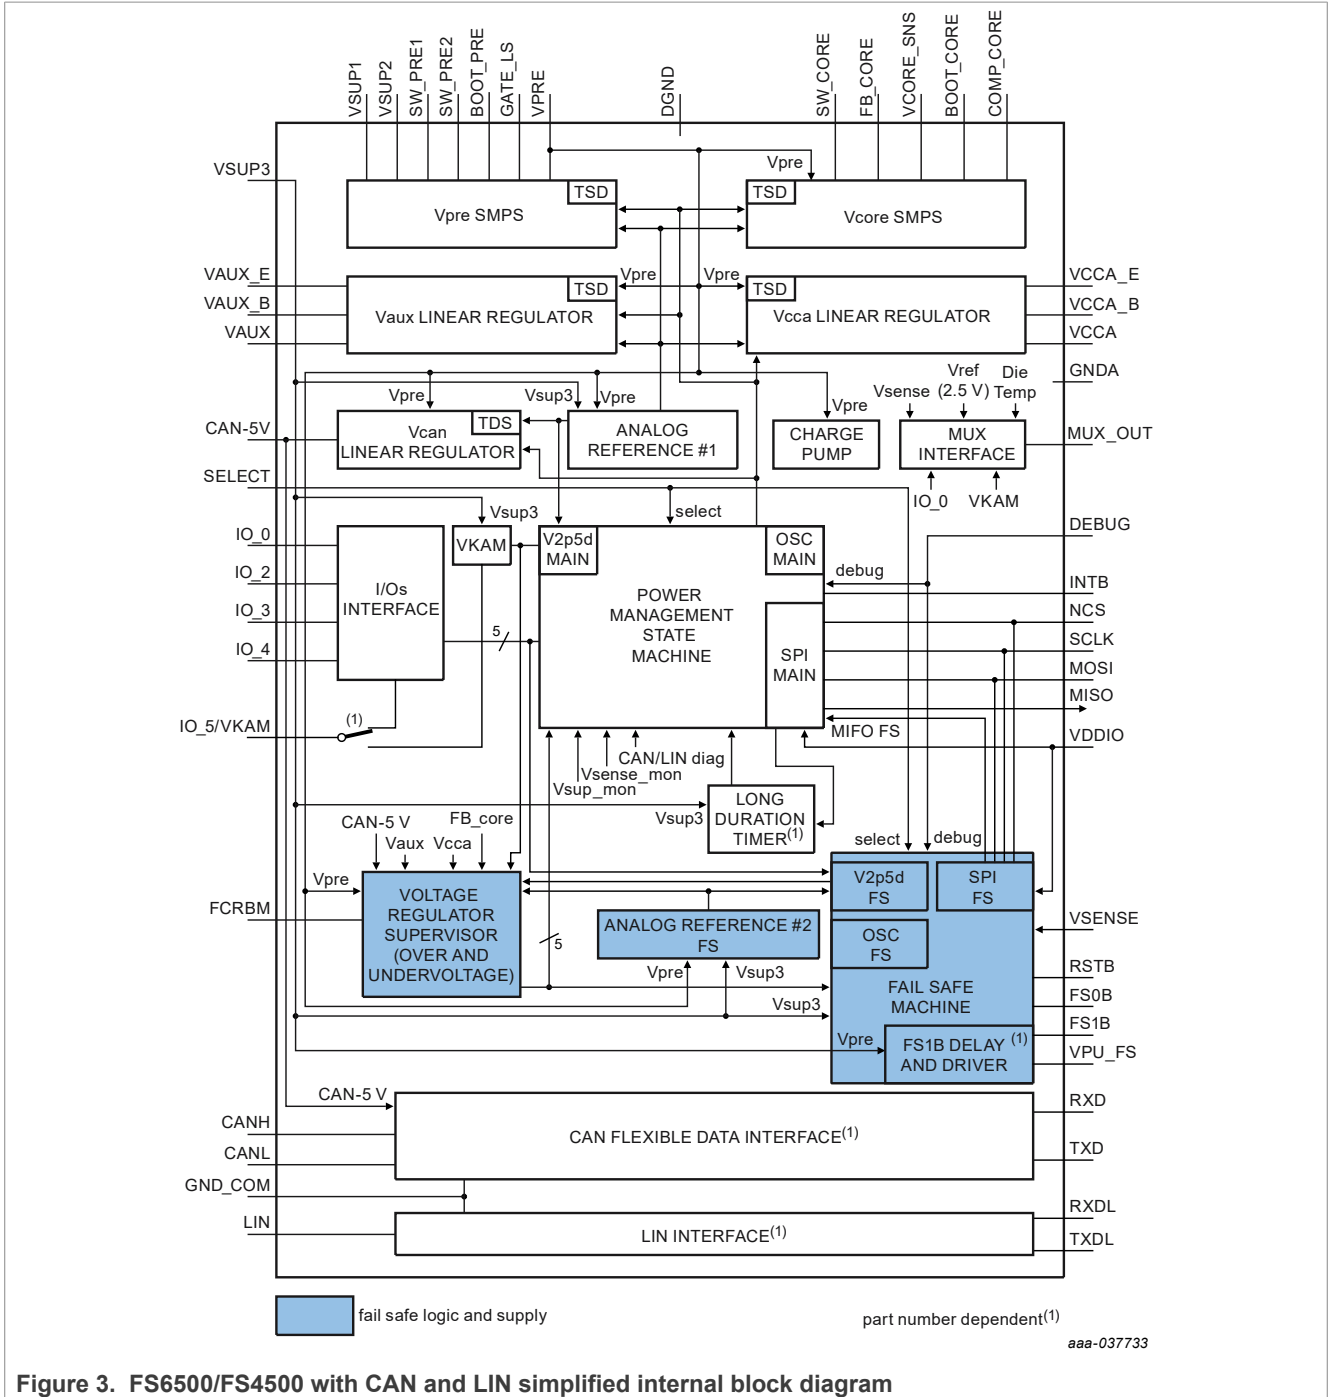 VSUP1
VSUP2
SW_PRE1
SW_PRE2
BOOT_PRE
GATE_LS
VPRE
DGND
SW_CORE
FB_CORE
VCORE_SNS
BOOT_CORE
COMP_CORE
VSUP3
Vpre
TSD
Vpre SMPS
TSD
Vcore SMPS
VAUX_E
VAUX_B
VAUX
Vpre
Vpre
TSD
Vaux LINEAR REGULATOR
TSD
Vcca LINEAR REGULATOR
VCCA_E
VCCA_B
VCCA
GNDA
Vpre
Vsup3
Vpre
Vpre
Vsense
Vref
(2.5 V)
Die
Temp
CAN-5V
Vcan
LINEAR REGULATOR
TDS
ANALOG
REFERENCE #1
CHARGE
PUMP
MUX
INTERFACE
MUX_OUT
SELECT
IO_0
VKAM
Vsup3
select
IO_0
IO_2
IO_3
IO_4
I/Os
INTERFACE
VKAM
V2p5d
MAIN
OSC
MAIN
POWER
MANAGEMENT
STATE
MACHINE
SPI
MAIN
5
debug
DEBUG
INTB
NCS
SCLK
MOSI
MISO
IO_5/VKAM
(1)
MIFO FS
VDDIO
CAN/LIN diag
Vsense_mon
Vsup_mon
Vsup3
LONG
DURATION
TIMER(1)
CAN-5 V
Vaux
Vcca
FB_core
select
debug
Vpre
FCRBM
VOLTAGE
REGULATOR
SUPERVISOR
(OVER AND
UNDERVOLTAGE)
5
ANALOG REFERENCE #2
FS
Vpre
Vsup3
V2p5d
FS
SPI
FS
OSC
FS
FAIL SAFE
MACHINE
Vsup3
Vpre
FS1B DELAY (1)
AND DRIVER
VSENSE
RSTB
FS0B
FS1B
VPU_FS
CAN-5 V
CANH
CANL
CAN FLEXIBLE DATA INTERFACE(1)
RXD
TXD
GND_COM
LIN
LIN INTERFACE(1)
RXDL
TXDL
fail safe logic and supply
part number dependent(1)
aaa-037733
Figure 3. FS6500/FS4500 with CAN and LIN simplified internal block diagram